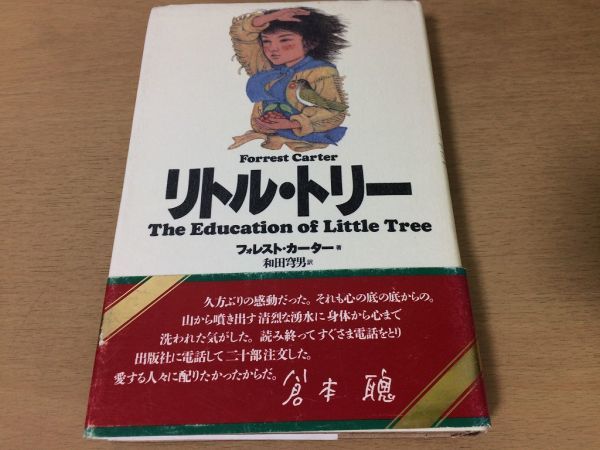 Forrest Carter
リトル・トリー
The Education of Little Tree
フォレスト・カーター 著
和田穹男 訳
久方ぶりの感動だった。それも心の底の底からの。
山から噴き出す清烈な湧水に身体から心まで
洗われた気がした。読み終ってすぐさま電話をとり
出版社に電話して二十部注文した。
愛する人々に配りたかったからだ。
倉本聰